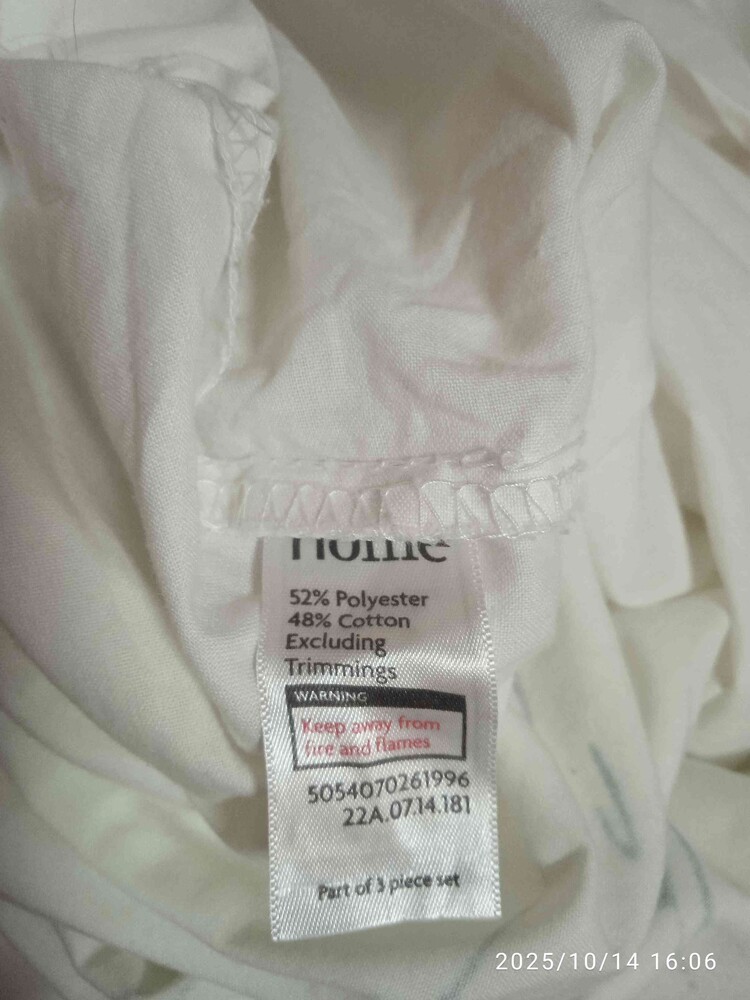 home
52% Polyester
48% Cotton
Excluding
Trimmings
WARNING
Keep away from
fire and flames
5054070261996
22A.07.14.181
Part of 3 piece set
2025/10/14 16:06